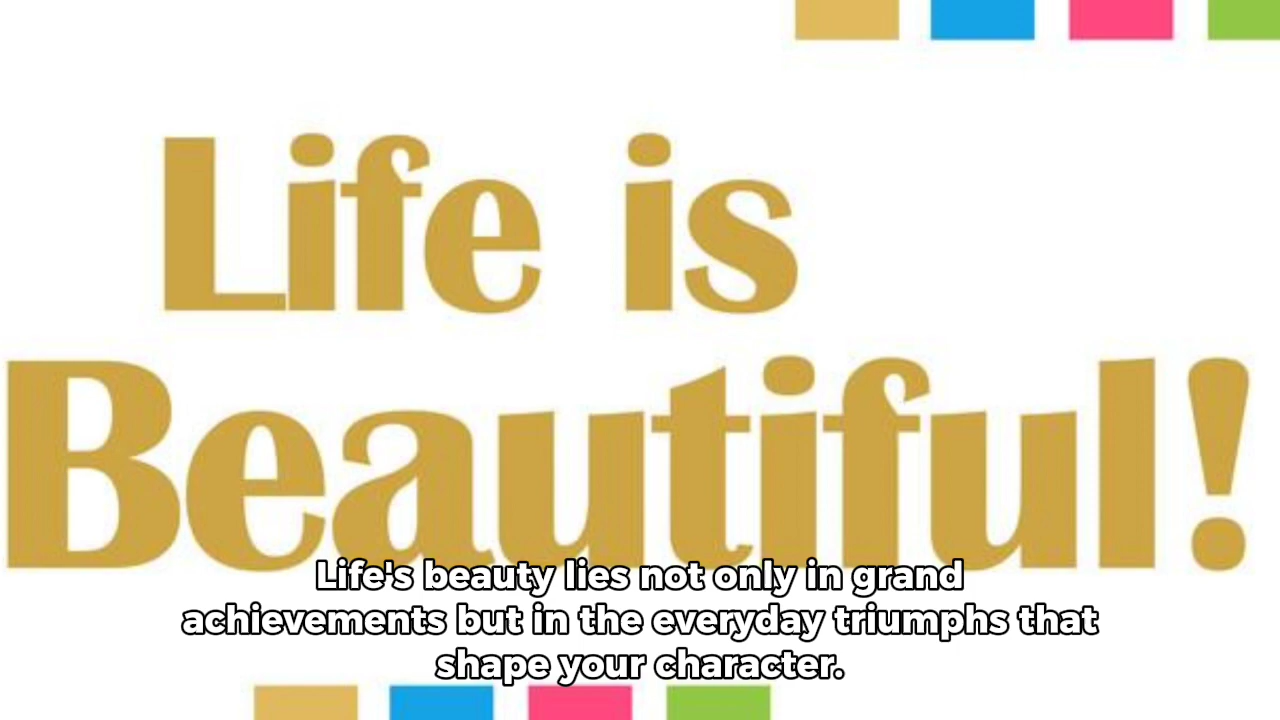 Life is
Beautiful!
Life's beauty lies not only in grand
achievements but in the everyday triumphs that
shape your character.